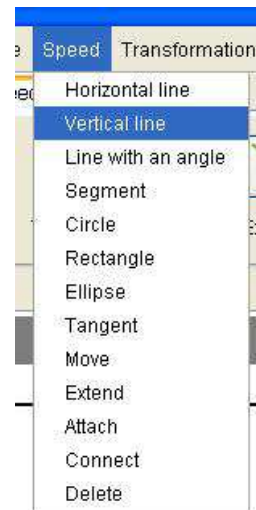 Speed Transformation
Horizontal line
Vertical line
Line with an angle
Segment
Circle
Rectangle
Ellipse
Tangent
Move
Extend
Attach
Connect
Delete